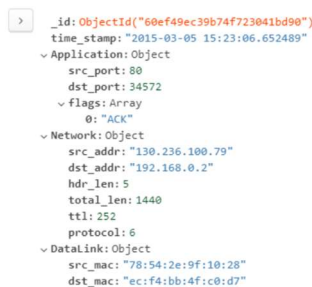 _id: ObjectId("60ef49ec39b74f723041bd90")
time_stamp: "2015-03-05 15:23:06.652489"
Application: Object
src_port: 80
dst_port: 34572
flags: Array
0: "ACK"
Network: Object
src_addr: "130.236.100.79"
dst_addr: "192.168.0.2"
hdr_len: 5
total_len: 1440
ttl: 252
protocol: 6
DataLink: Object
src_mac: "78:54:2e:9f:10:28"
dst_mac: "ec:f4:bb:4f:c0:d7"